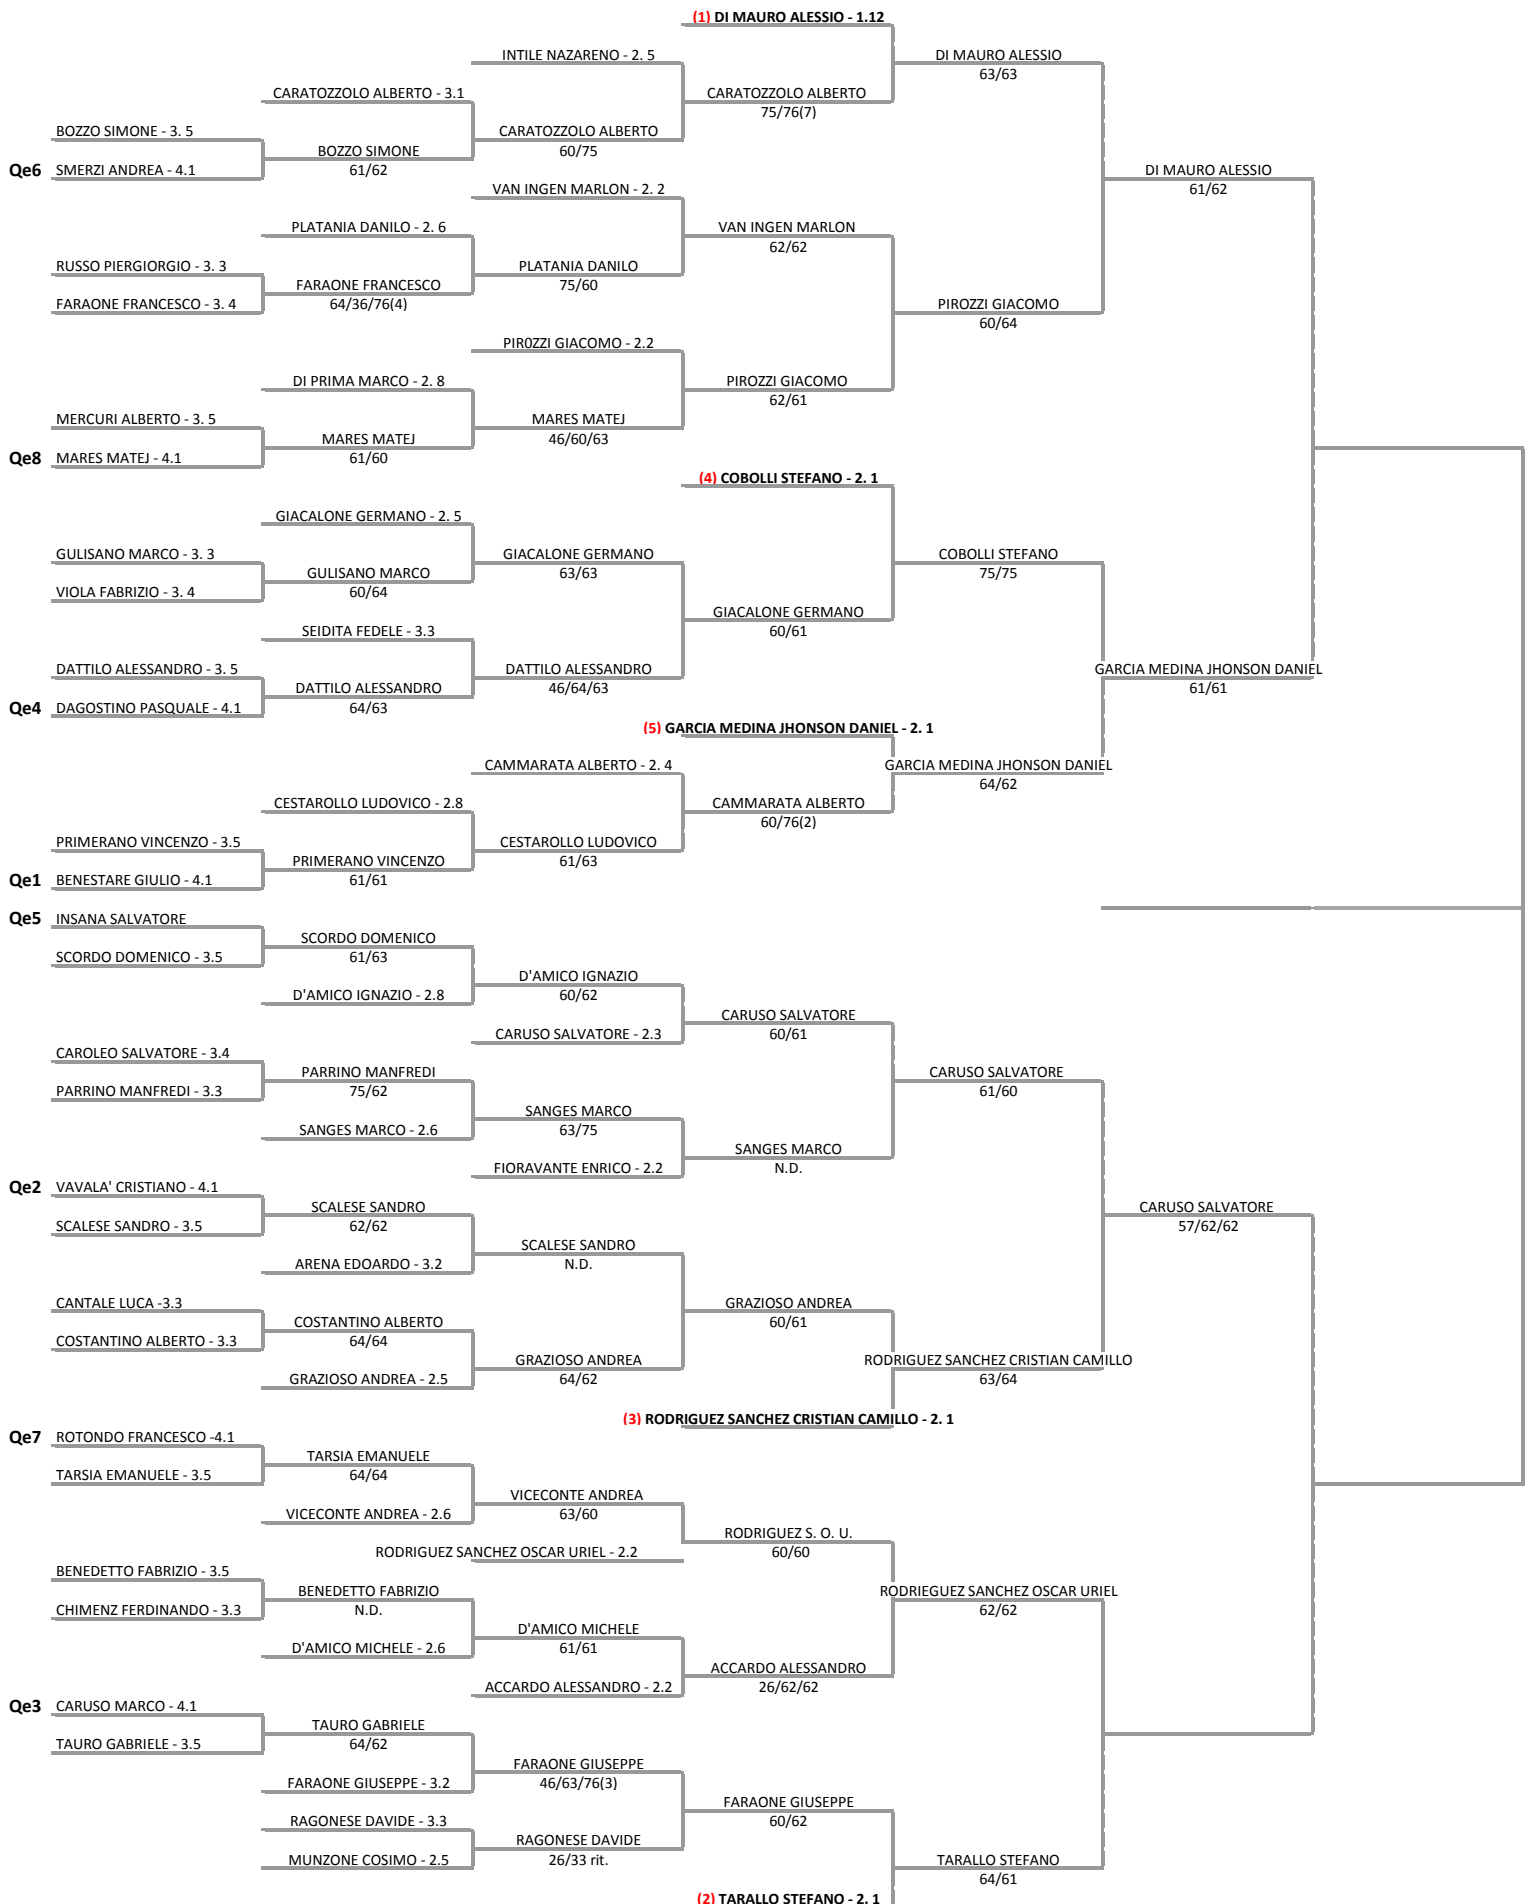 (1) DI MAURO ALESSIO - 1.12
INTILE NAZARENO - 2. 5
DI MAURO ALESSIO
63/63
CARATOZZOLO ALBERTO - 3.1
CARATOZZOLO ALBERTO
75/76(7)
BOZZO SIMONE - 3. 5
CARATOZZOLO ALBERTO
60/75
BOZZO SIMONE
61/62
Qe6 SMERZI ANDREA - 4.1
DI MAURO ALESSIO
61/62
VAN INGEN MARLON - 2. 2
PLATANIA DANILO - 2. 6
VAN INGEN MARLON
62/62
RUSSO PIERGIORGIO - 3. 3
PLATANIA DANILO
75/60
FARAONE FRANCESCO
64/36/76(4)
FARAONE FRANCESCO - 3. 4
PIROZZI GIACOMO
60/64
PIR0ZZI GIACOMO - 2.2
DI PRIMA MARCO - 2. 8
PIROZZI GIACOMO
62/61
MERCURI ALBERTO - 3. 5
MARES MATEJ
46/60/63
MARES MATEJ
61/60
Qe8 MARES MATEJ - 4.1
(4) COBOLLI STEFANO - 2. 1
GIACALONE GERMANO - 2. 5
GULISANO MARCO - 3. 3
GIACALONE GERMANO
63/63
COBOLLI STEFANO
75/75
GULISANO MARCO
60/64
VIOLA FABRIZIO - 3. 4
GIACALONE GERMANO
60/61
SEIDITA FEDELE - 3.3
DATTILO ALESSANDRO - 3. 5
DATTILO ALESSANDRO
46/64/63
GARCIA MEDINA JHONSON DANIEL
61/61
DATTILO ALESSANDRO
64/63
Qe4 DAGOSTINO PASQUALE - 4.1
(5) GARCIA MEDINA JHONSON DANIEL - 2. 1
CAMMARATA ALBERTO - 2. 4
GARCIA MEDINA JHONSON DANIEL
64/62
CESTAROLLO LUDOVICO - 2.8
CAMMARATA ALBERTO
60/76(2)
PRIMERANO VINCENZO - 3.5
CESTAROLLO LUDOVICO
61/63
PRIMERANO VINCENZO
61/61
Qe1 BENESTARE GIULIO - 4.1
Qe5 INSANA SALVATORE
SCORDO DOMENICO
61/63
SCORDO DOMENICO - 3.5
D'AMICO IGNAZIO
60/62
D'AMICO IGNAZIO - 2.8
CARUSO SALVATORE
60/61
CARUSO SALVATORE - 2.3
CAROLEO SALVATORE - 3.4
PARRINO MANFREDI
75/62
CARUSO SALVATORE
61/60
PARRINO MANFREDI - 3.3
SANGES MARCO
63/75
SANGES MARCO - 2.6
SANGES MARCO
N.D.
FIORAVANTE ENRICO - 2.2
Qe2 VAVALA' CRISTIANO - 4.1
SCALESE SANDRO
62/62
CARUSO SALVATORE
57/62/62
SCALESE SANDRO - 3.5
SCALESE SANDRO
N.D.
ARENA EDOARDO - 3.2
CANTALE LUCA -3.3
GRAZIOSO ANDREA
60/61
COSTANTINO ALBERTO
64/64
COSTANTINO ALBERTO - 3.3
GRAZIOSO ANDREA
64/62
RODRIGUEZ SANCHEZ CRISTIAN CAMILLO
63/64
GRAZIOSO ANDREA - 2.5
(3) RODRIGUEZ SANCHEZ CRISTIAN CAMILLO - 2. 1
Qe7 ROTONDO FRANCESCO -4.1
TARSIA EMANUELE
64/64
TARSIA EMANUELE - 3.5
VICECONTE ANDREA
63/60
VICECONTE ANDREA - 2.6
RODRIGUEZ S. O. U.
60/60
RODRIGUEZ SANCHEZ OSCAR URIEL - 2.2
BENEDETTO FABRIZIO - 3.5
BENEDETTO FABRIZIO
N.D.
RODRIEGUEZ SANCHEZ OSCAR URIEL
62/62
CHIMENZ FERDINANDO - 3.3
D'AMICO MICHELE
61/61
D'AMICO MICHELE - 2.6
ACCARDO ALESSANDRO
26/62/62
ACCARDO ALESSANDRO - 2.2
Qe3 CARUSO MARCO - 4.1
TAURO GABRIELE
64/62
TAURO GABRIELE - 3.5
FARAONE GIUSEPPE
46/63/76(3)
FARAONE GIUSEPPE - 3.2
FARAONE GIUSEPPE
60/62
RAGONESE DAVIDE - 3.3
RAGONESE DAVIDE
26/33 rit.
MUNZONE COSIMO - 2.5
TARALLO STEFANO
64/61
(2) TARALLO STEFANO - 2. 1